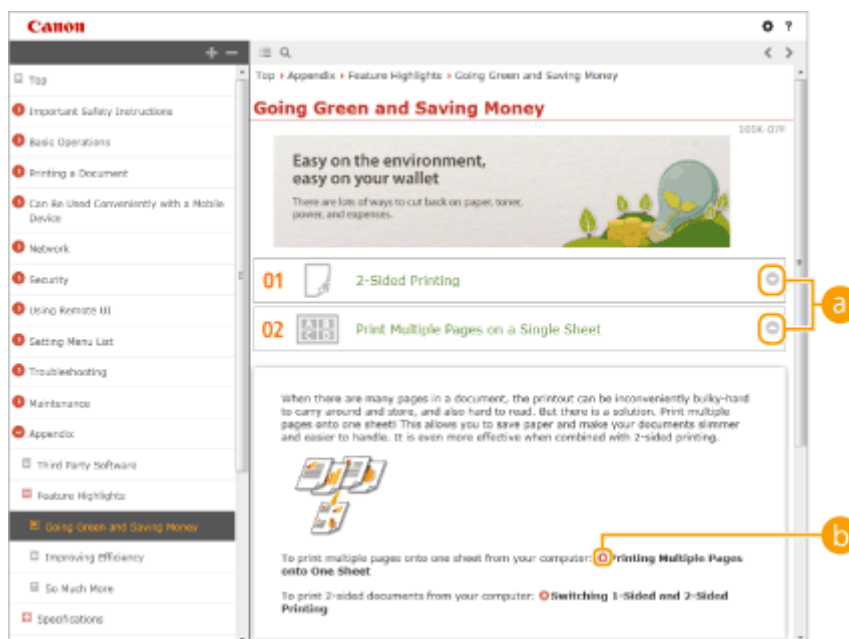 Canon
?
+ −
Top
Important Safety Instructions
Basic Operations
Printing a Document
Can Be Used Conveniently with a Mobile
Device
Network
Security
Using Remote UI
Setting Menu List
Troubleshooting
Maintenance
Appendix
Third Party Software
Feature Highlights
Going Green and Saving Money
Improving Efficiency
So Much More
Specifications
Top Appendix Feature Highlights Going Green and Saving Money
Going Green and Saving Money
Easy on the environment,
easy on your wallet
There are lots of ways to cut back on paper, toner,
power, and expenses.
01 2-Sided Printing
a
02 A B C D Print Multiple Pages on a Single Sheet
When there are many pages in a document, the printout can be inconveniently bulky-hard
to carry around and store, and also hard to read. But there is a solution. Print multiple
pages onto one sheet! This allows you to save paper and make your documents slimmer
and easier to handle. It is even more effective when combined with 2-sided printing.
b
To print multiple pages onto one sheet from your computer: Printing Multiple Pages
onto One Sheet
To print 2-sided documents from your computer: Switching 1-Sided and 2-Sided
Printing